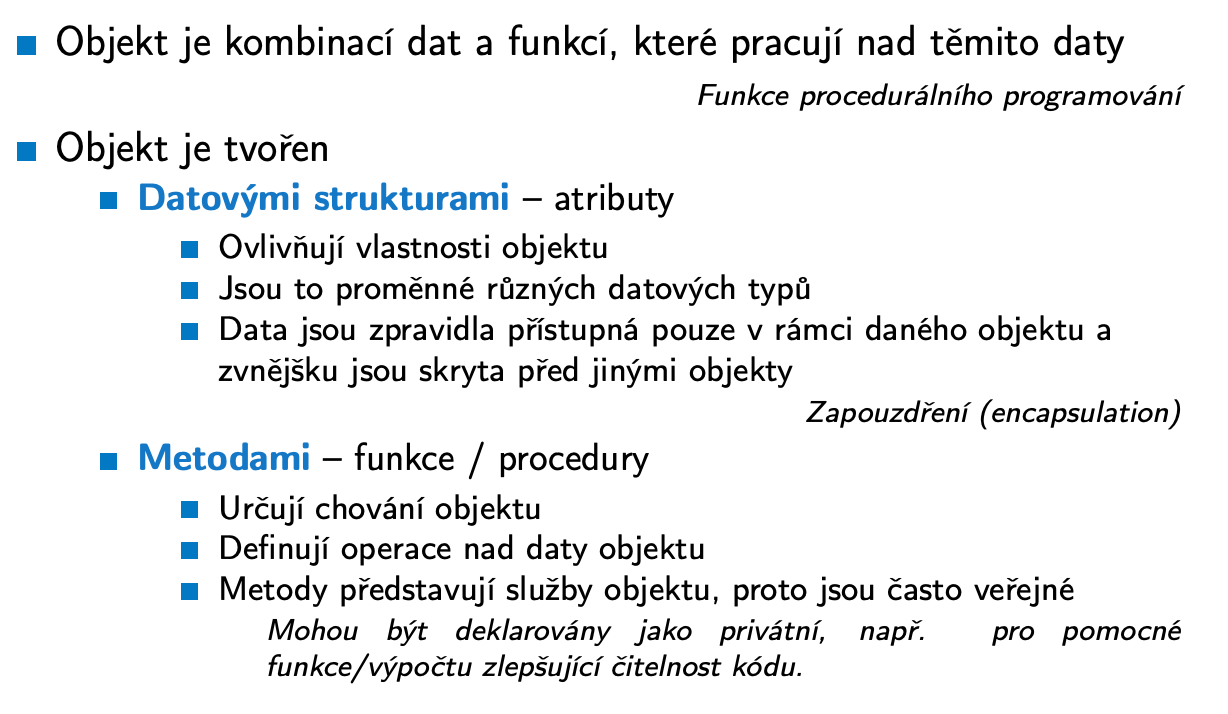 Objekt je kombinací dat a funkcí, které pracují nad těmito daty
Funkce procedurálního programování
Objekt je tvořen
Datovými strukturami – atributy
Ovlivňují vlastnosti objektu
Jsou to proměnné různých datových typů
Data jsou zpravidla přístupná pouze v rámci daného objektu a
zvnějšku jsou skryta před jinými objekty
Zapouzdření (encapsulation)
Metodami – funkce / procedury
Určují chování objektu
Definují operace nad daty objektu
Metody představují služby objektu, proto jsou často veřejné
Mohou být deklarovány jako privátní, např. pro pomocné
funkce/výpočtu zlepšující čitelnost kódu.